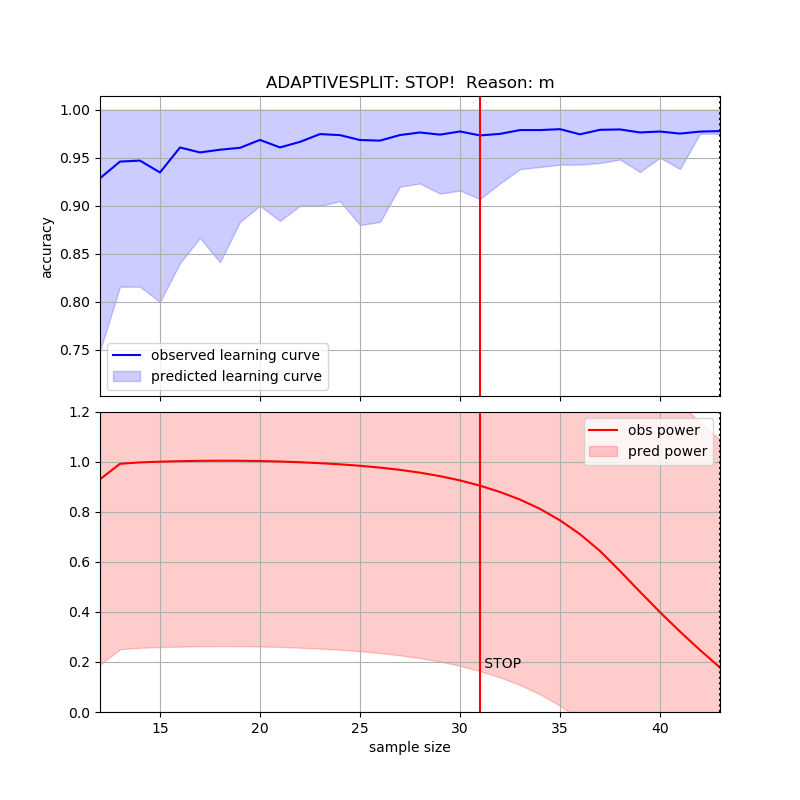 ADAPTIVESPLIT: STOP!  Reason: m
1.00
0.95
0.90
0.85
0.80
0.75
accuracy
observed learning curve
predicted learning curve
1.2
1.0
0.8
0.6
0.4
0.2
0.0
obs power
pred power
STOP
15 20 25 30 35 40
sample size